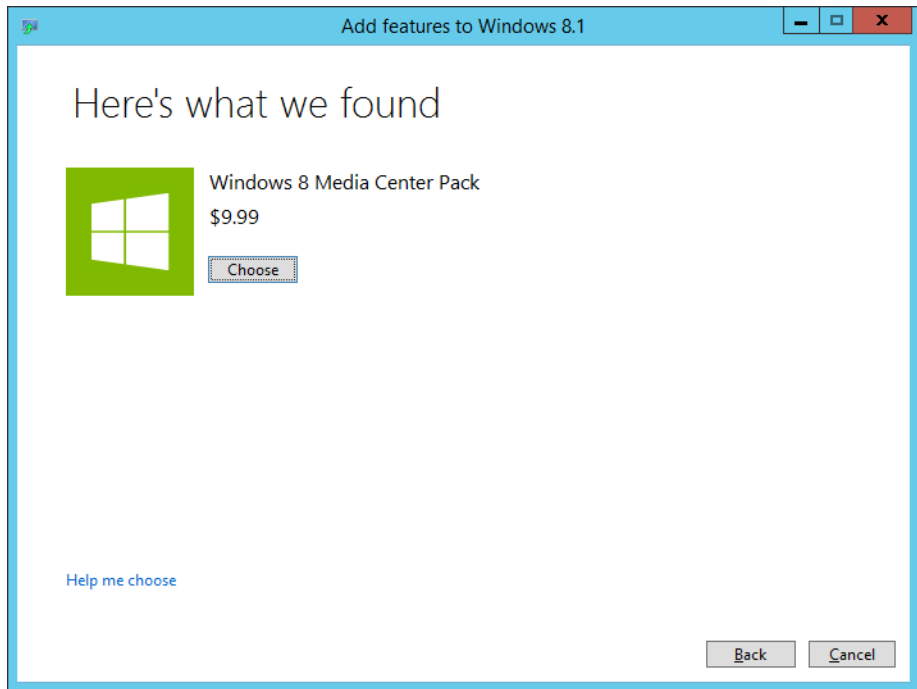 Add features to Windows 8.1
Here's what we found
Windows 8 Media Center Pack
$9.99
Choose
Help me choose
Back Cancel